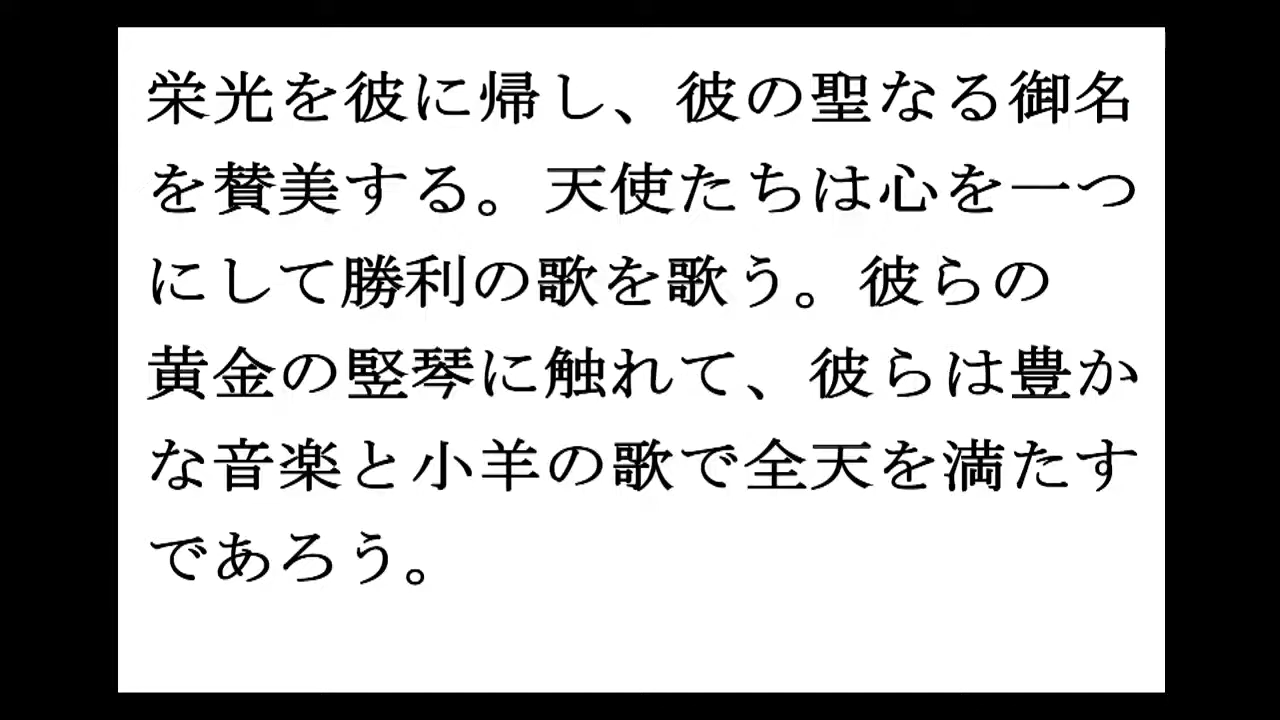 栄光を彼に帰し、彼の聖なる御名
を賛美する。天使たちは心を一つ
にして勝利の歌を歌う。彼らの
黄金の竪琴に触れて、彼らは豊か
な音楽と小羊の歌で全天を満たす
であろう。